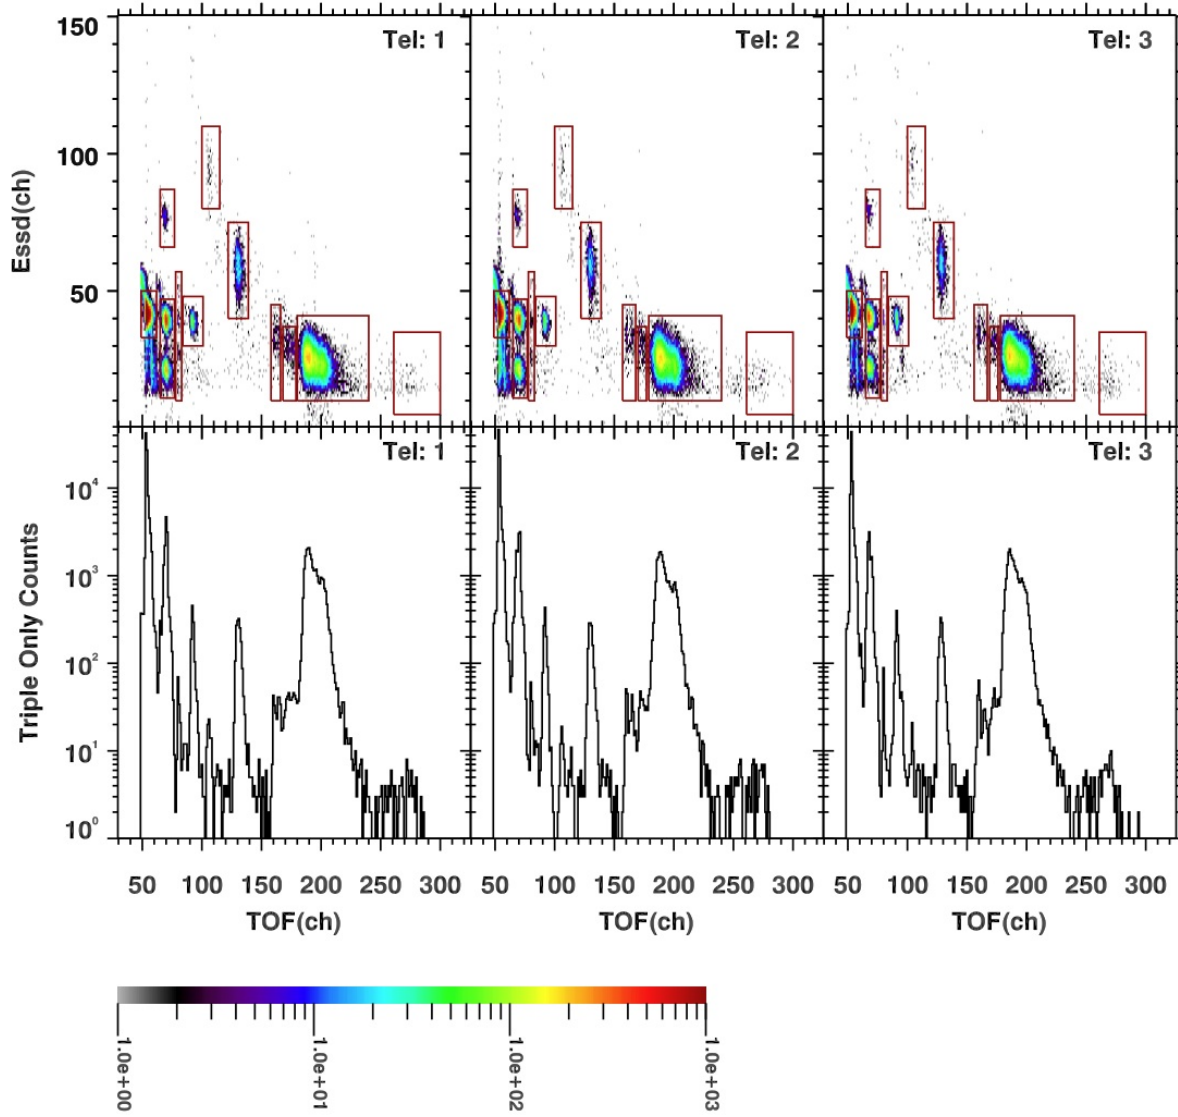 Tel: 1 Tel: 2 Tel: 3
150
100
50
Essd(ch)
Tel: 1 Tel: 2 Tel: 3
10⁴
10³
10²
10¹
10⁰
Triple Only Counts
50 100 150 200 250 300 50 100 150 200 250 300 50 100 150 200 250 300
TOF(ch) TOF(ch) TOF(ch)
1.0e+00 1.0e+01 1.0e+02 1.0e+03